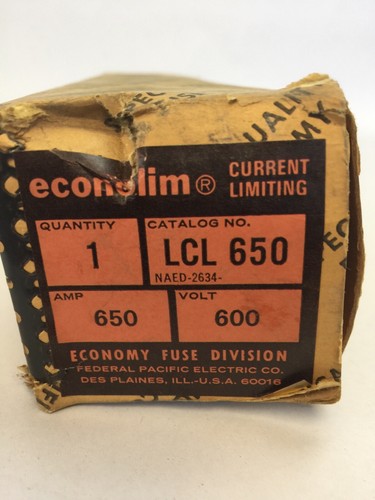 econolim® CURRENT
LIMITING
QUANTITY
1
CATALOG NO.
LCL 650
NAED-2634-
AMP
650
VOLT
600
ECONOMY FUSE DIVISION
FEDERAL PACIFIC ELECTRIC CO.
DES PLAINES, ILL.-U.S.A. 60016